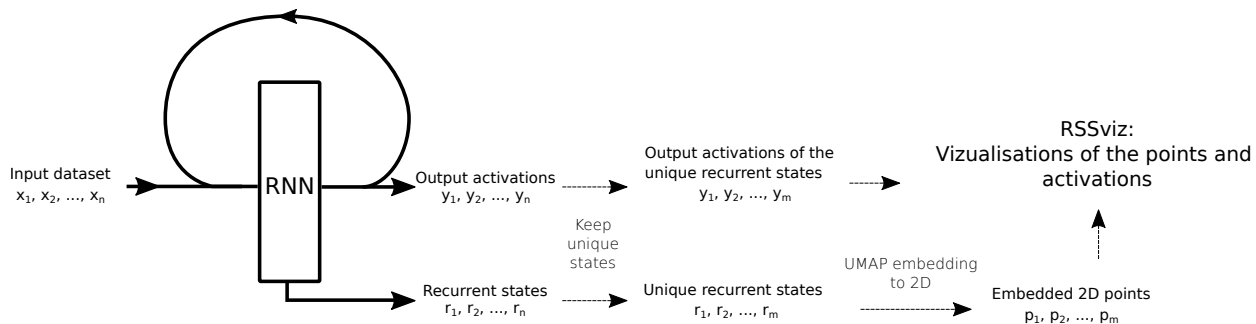 Input dataset
x₁, x₂, ..., xₙ
RNN
Output activations
y₁, y₂, ..., yₙ
Keep
unique
states
Recurrent states
r₁, r₂, ..., rₙ
Output activations of the
unique recurrent states
y₁, y₂, ..., yₘ
Unique recurrent states
r₁, r₂, ..., rₘ
UMAP embedding
to 2D
RSSviz:
Vizualisations of the points and
activations
Embedded 2D points
p₁, p₂, ..., pₘ